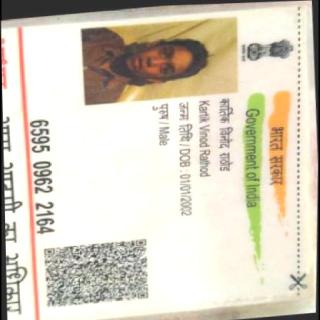 भारत सरकार
Government of India
कार्तिक विनोद राठोड
Kartik Vinod Rathod
जन्म तिथि / DOB : 01/01/2002
पुरुष / Male
6595 0962 2164
आम आदमी का अधिकार